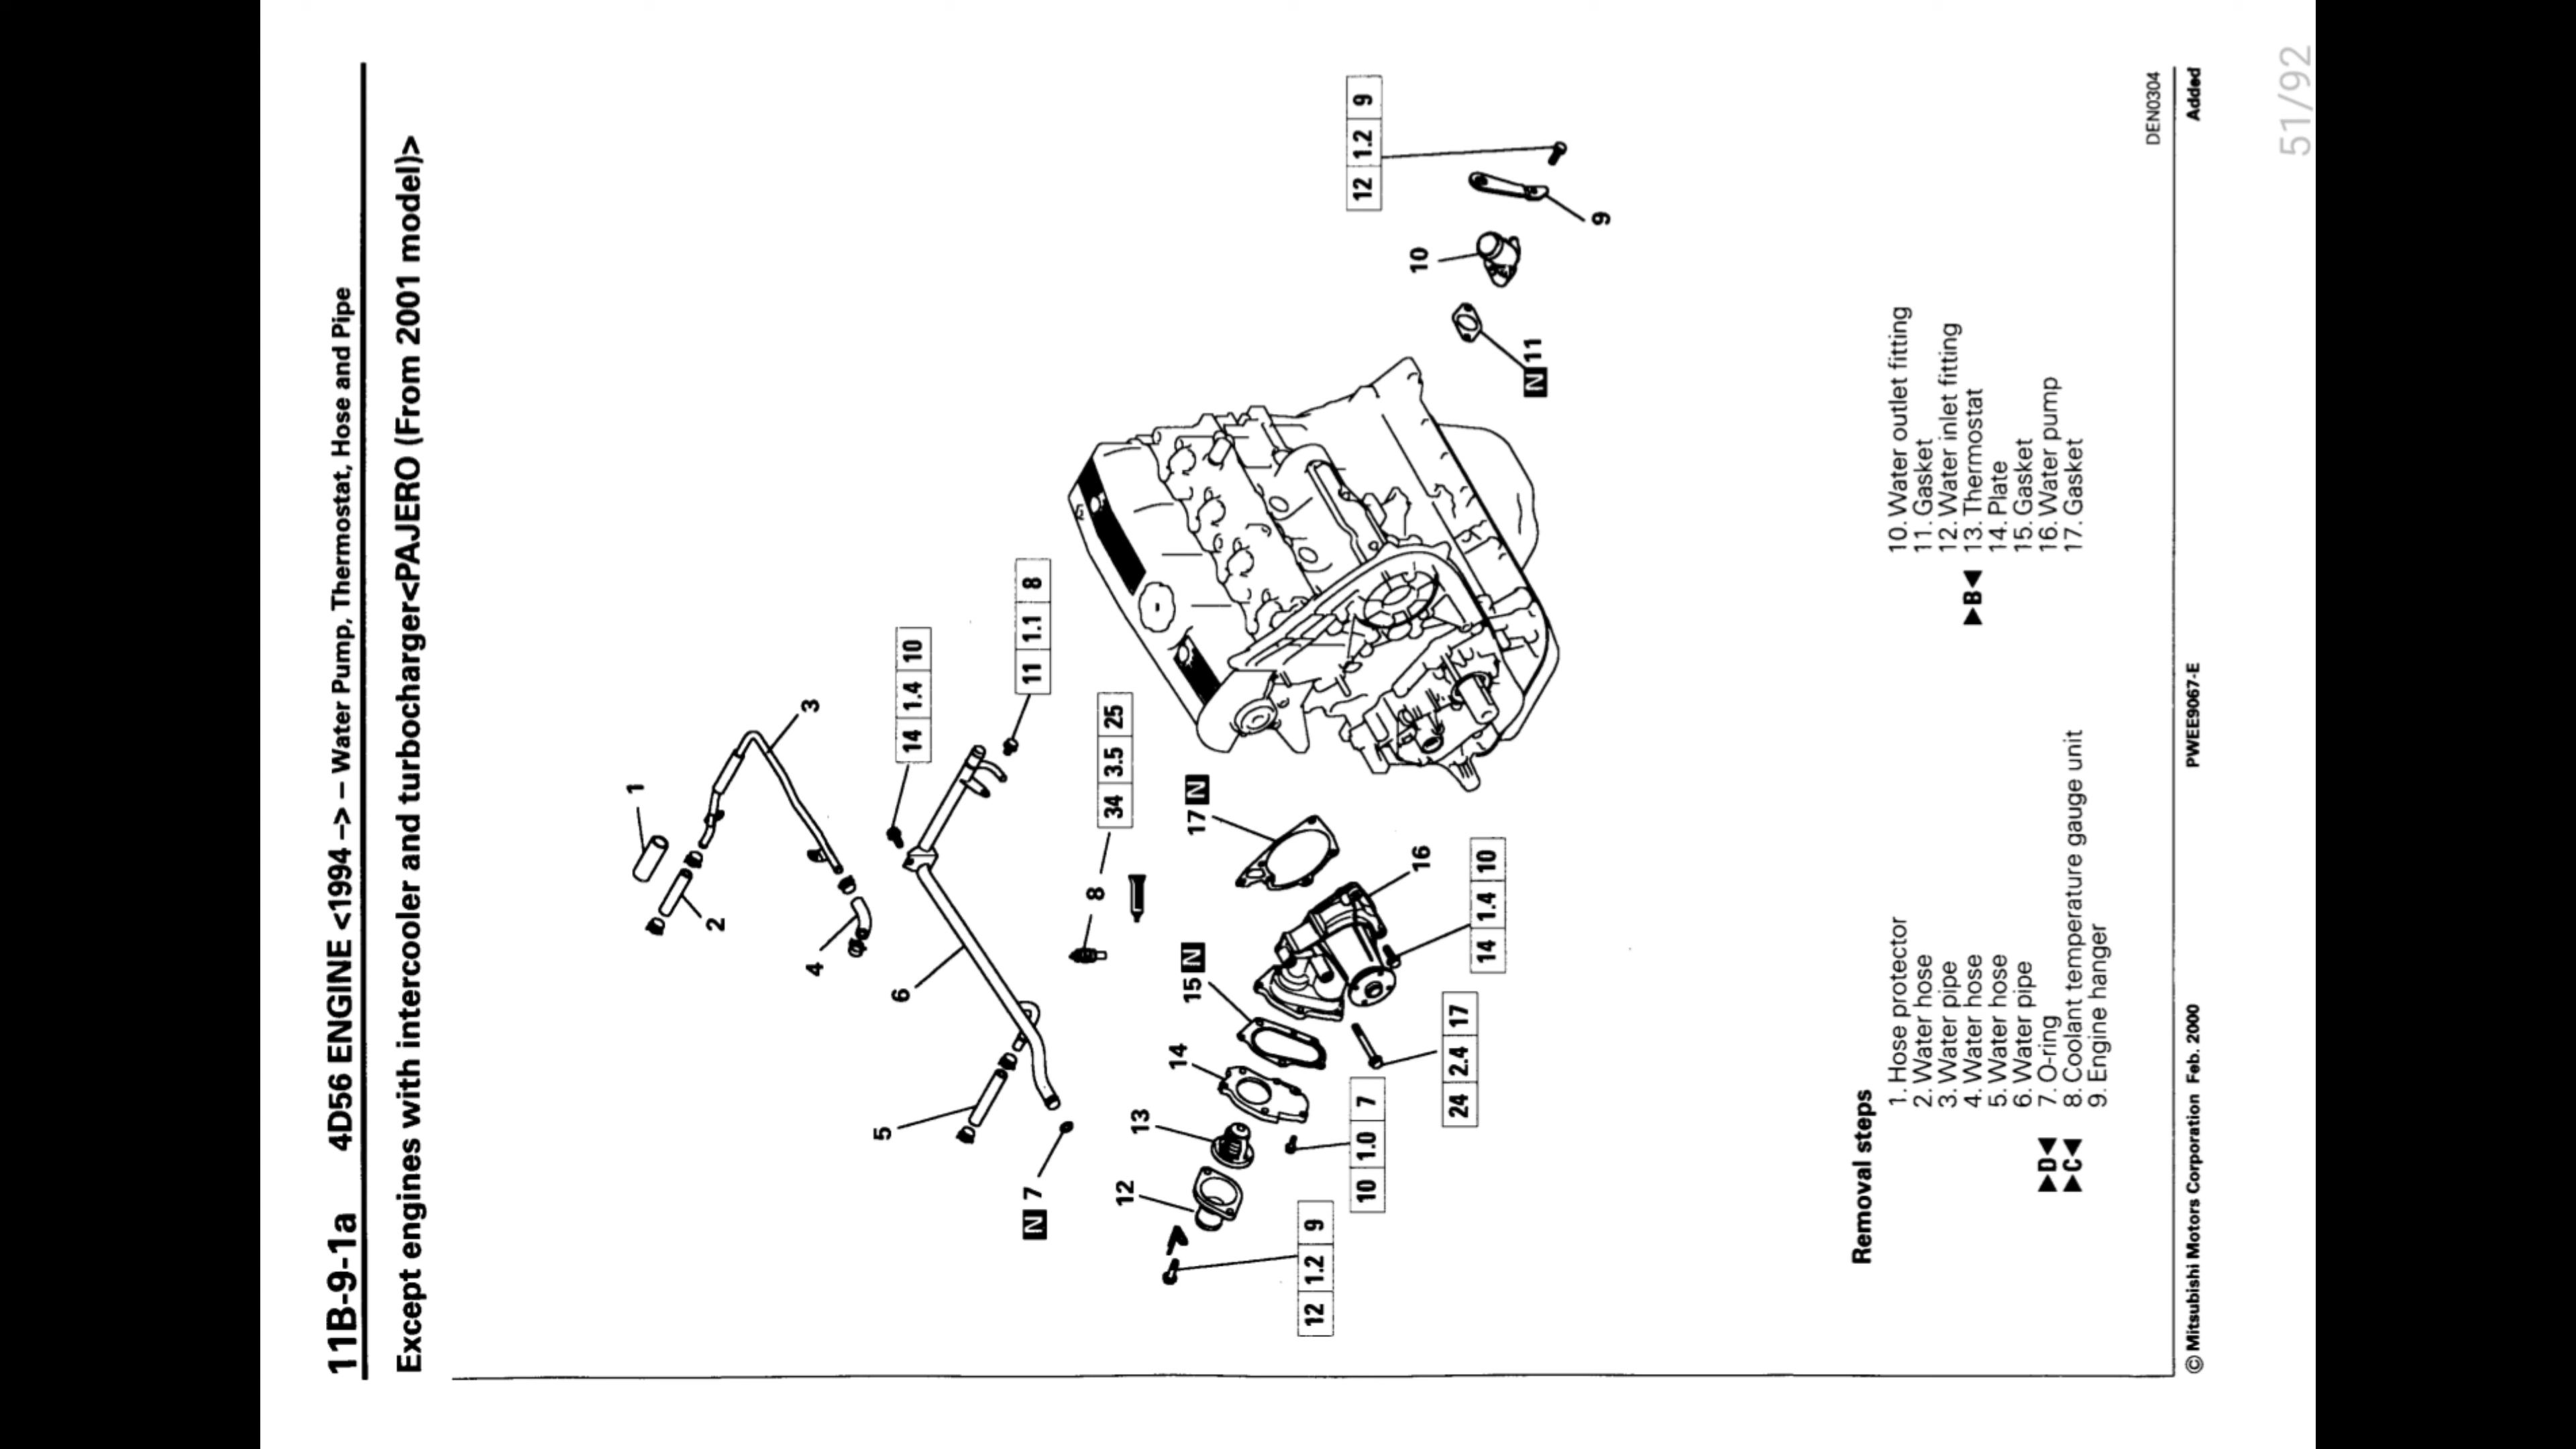 11B-9-1a 4D56 ENGINE <1994 –> – Water Pump, Thermostat, Hose and Pipe
Except engines with intercooler and turbocharger<PAJERO (From 2001 model)>
1
2
3
4
14 1.4 10
11 1.1 8
5
6
N 7
8
34 3.5 25
17 N
15 N
14
13
12
16
14 1.4 10
24 2.4 17
10 1.0 7
12 1.2 9
12 1.2 9
10
9
N 11
Removal steps
1. Hose protector
2. Water hose
3. Water pipe
4. Water hose
5. Water hose
6. Water pipe
▶D◀ 7. O-ring
▶C◀ 8. Coolant temperature gauge unit
9. Engine hanger
10. Water outlet fitting
11. Gasket
12. Water inlet fitting
▶B◀ 13. Thermostat
14. Plate
15. Gasket
16. Water pump
17. Gasket
DEN0304
© Mitsubishi Motors Corporation Feb. 2000 PWEE9067-E Added
51/92